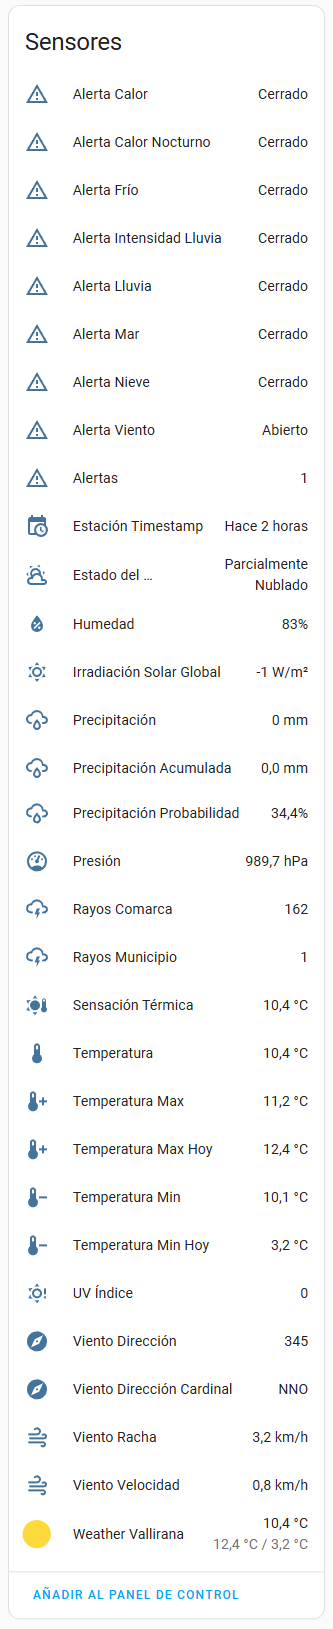 Sensores
Alerta Calor Cerrado
Alerta Calor Nocturno Cerrado
Alerta Frío Cerrado
Alerta Intensidad Lluvia Cerrado
Alerta Lluvia Cerrado
Alerta Mar Cerrado
Alerta Nieve Cerrado
Alerta Viento Abierto
Alertas 1
Estación Timestamp Hace 2 horas
Estado del ... Parcialmente
Nublado
Humedad 83%
Irradiación Solar Global -1 W/m²
Precipitación 0 mm
Precipitación Acumulada 0,0 mm
Precipitación Probabilidad 34,4%
Presión 989,7 hPa
Rayos Comarca 162
Rayos Municipio 1
Sensación Térmica 10,4 °C
Temperatura 10,4 °C
Temperatura Max 11,2 °C
Temperatura Max Hoy 12,4 °C
Temperatura Min 10,1 °C
Temperatura Min Hoy 3,2 °C
UV Índice 0
Viento Dirección 345
Viento Dirección Cardinal NNO
Viento Racha 3,2 km/h
Viento Velocidad 0,8 km/h
Weather Vallirana 10,4 °C
12,4 °C / 3,2 °C
AÑADIR AL PANEL DE CONTROL